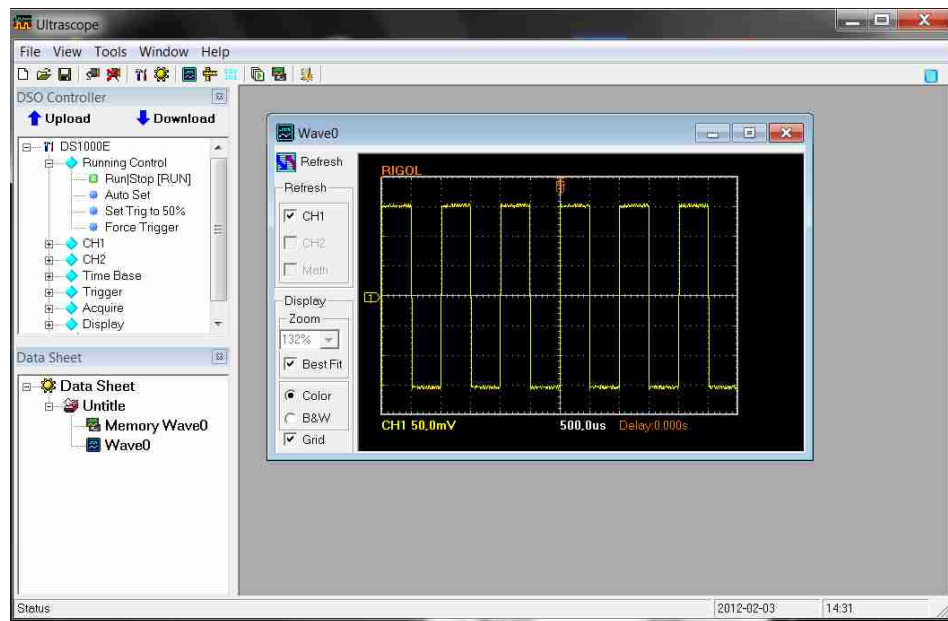 Ultrascope
File View Tools Window Help
DSO Controller
Upload Download
DS1000E
Running Control
Run|Stop [RUN]
Auto Set
Set Trig to 50%
Force Trigger
CH1
CH2
Time Base
Trigger
Acquire
Display
Data Sheet
Data Sheet
Untitle
Memory Wave0
Wave0
Wave0
Refresh
Refresh
CH1
CH2
Math
Display
Zoom
132%
Best Fit
Color
B&W
Grid
RIGOL
1
CH1 50.0mV 500.0us Delay:0.000s
Status 2012-02-03 14:31